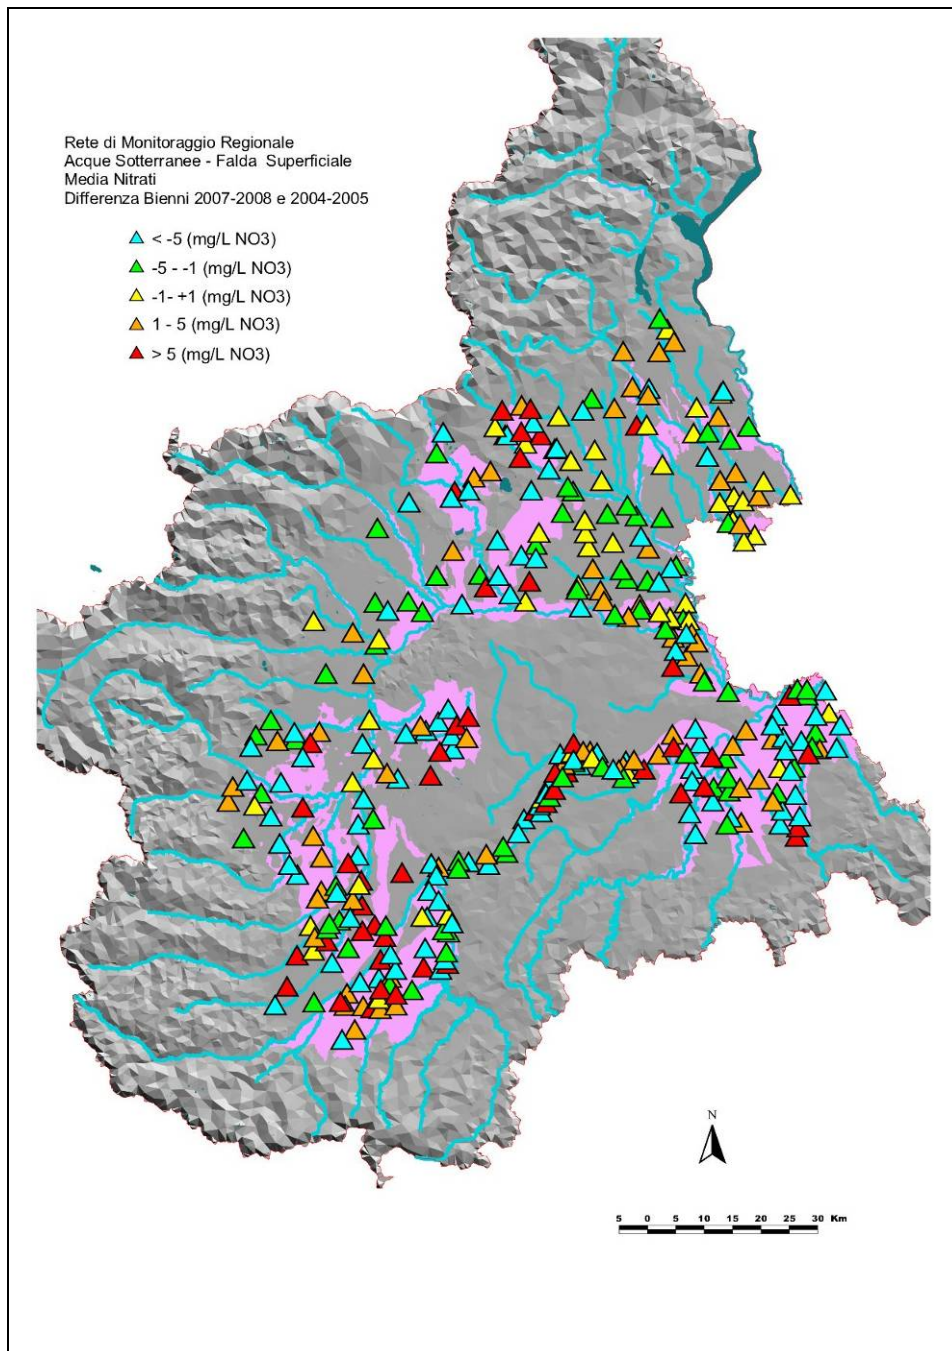 Rete di Monitoraggio Regionale
Acque Sotterranee - Falda Superficiale
Media Nitrati
Differenza Bienni 2007-2008 e 2004-2005
< -5 (mg/L NO3)
-5 - -1 (mg/L NO3)
-1- +1 (mg/L NO3)
1 - 5 (mg/L NO3)
> 5 (mg/L NO3)
N
5 0 5 10 15 20 25 30 Km